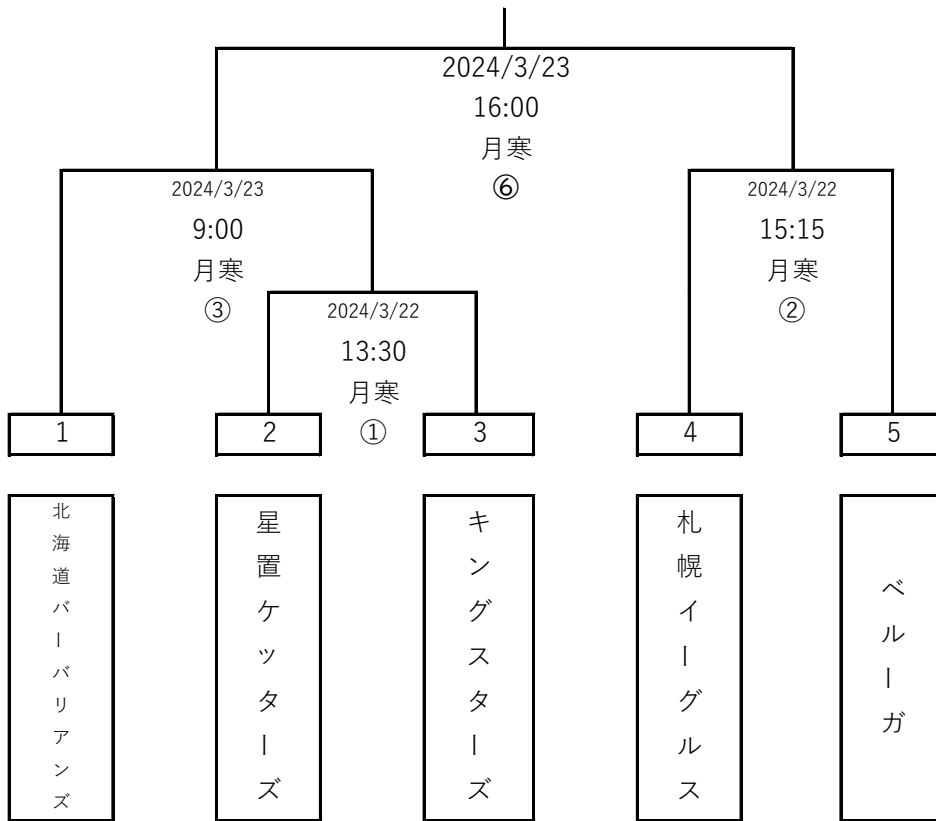 2024/3/23
16:00
月寒
⑥
2024/3/23
9:00
月寒
③
2024/3/22
15:15
月寒
②
2024/3/22
13:30
月寒
①
1
2
3
4
5
北海道バーバリアンズ
星置ケッターズ
キングスターズ
札幌イーグルス
ベルーガ